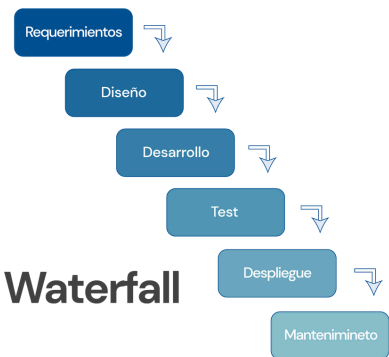 Requerimientos
Diseño
Desarrollo
Test
Despliegue
Waterfall
Mantenimineto